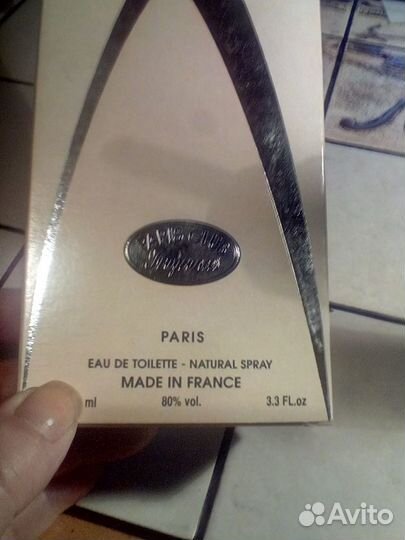 PARIS
EAU DE TOILETTE - NATURAL SPRAY
MADE IN FRANCE
ml 80% vol. 3.3 FL.oz
Avito